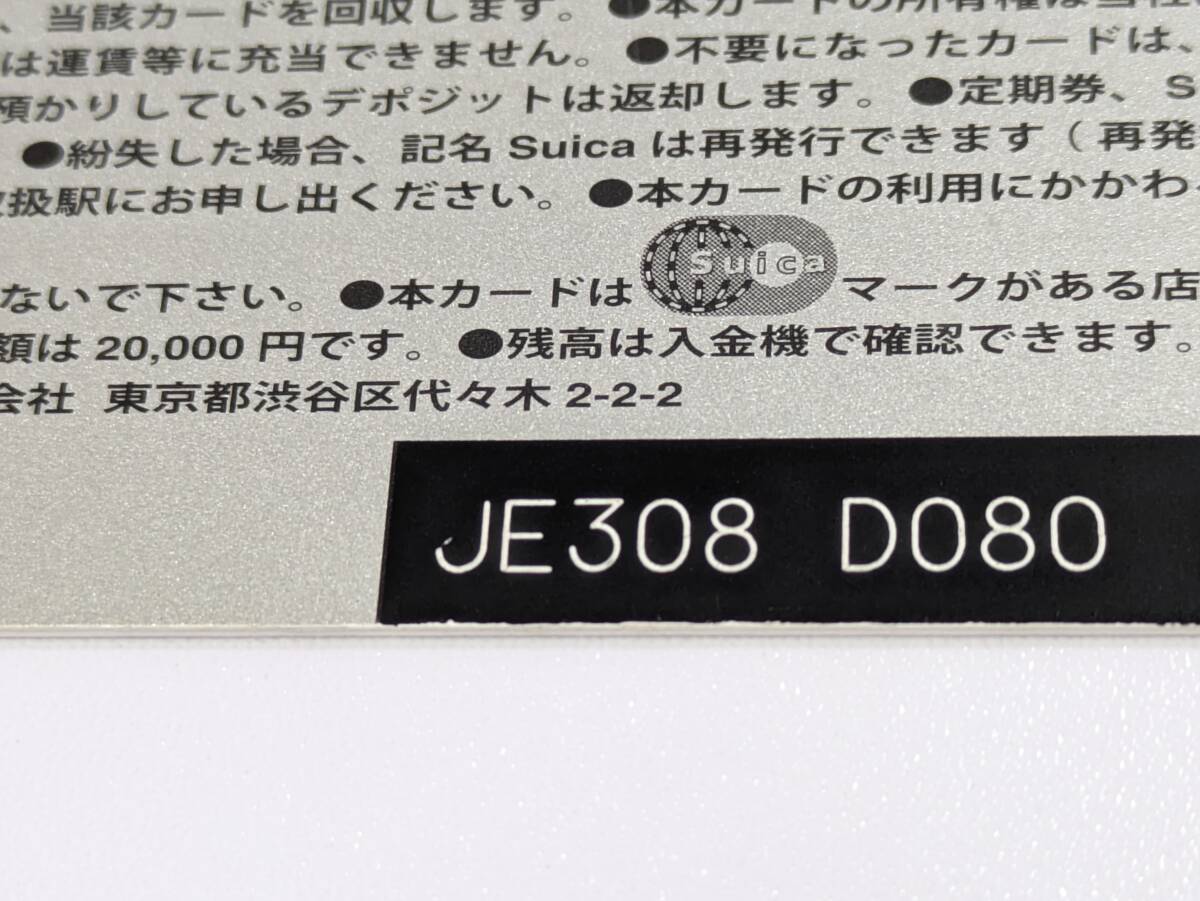 、当該カードを回収します。●本カードの所有権は当社
は運賃等に充当できません。●不要になったカードは、
預かりしているデポジットは返却します。●定期券、S
●紛失した場合、記名 Suica は再発行できます（再発
扱駅にお申し出ください。●本カードの利用にかかわ
ないで下さい。●本カードは Suica マークがある店
額は 20,000 円です。●残高は入金機で確認できます。
会社 東京都渋谷区代々木 2-2-2
JE308 D080